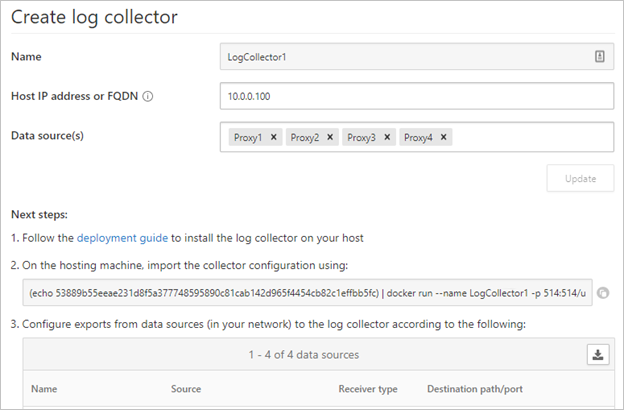 Create log collector
Name
LogCollector1
Host IP address or FQDN
10.0.0.100
Data source(s)
Proxy1 × Proxy2 × Proxy3 × Proxy4 ×
Update
Next steps:
1. Follow the deployment guide to install the log collector on your host
2. On the hosting machine, import the collector configuration using:
(echo 53889b55eeae231d8f5a377748595890c81cab142d965f4454cb82c1effbb5fc) | docker run --name LogCollector1 -p 514:514/u
3. Configure exports from data sources (in your network) to the log collector according to the following:
1 - 4 of 4 data sources
Name Source Receiver type Destination path/port